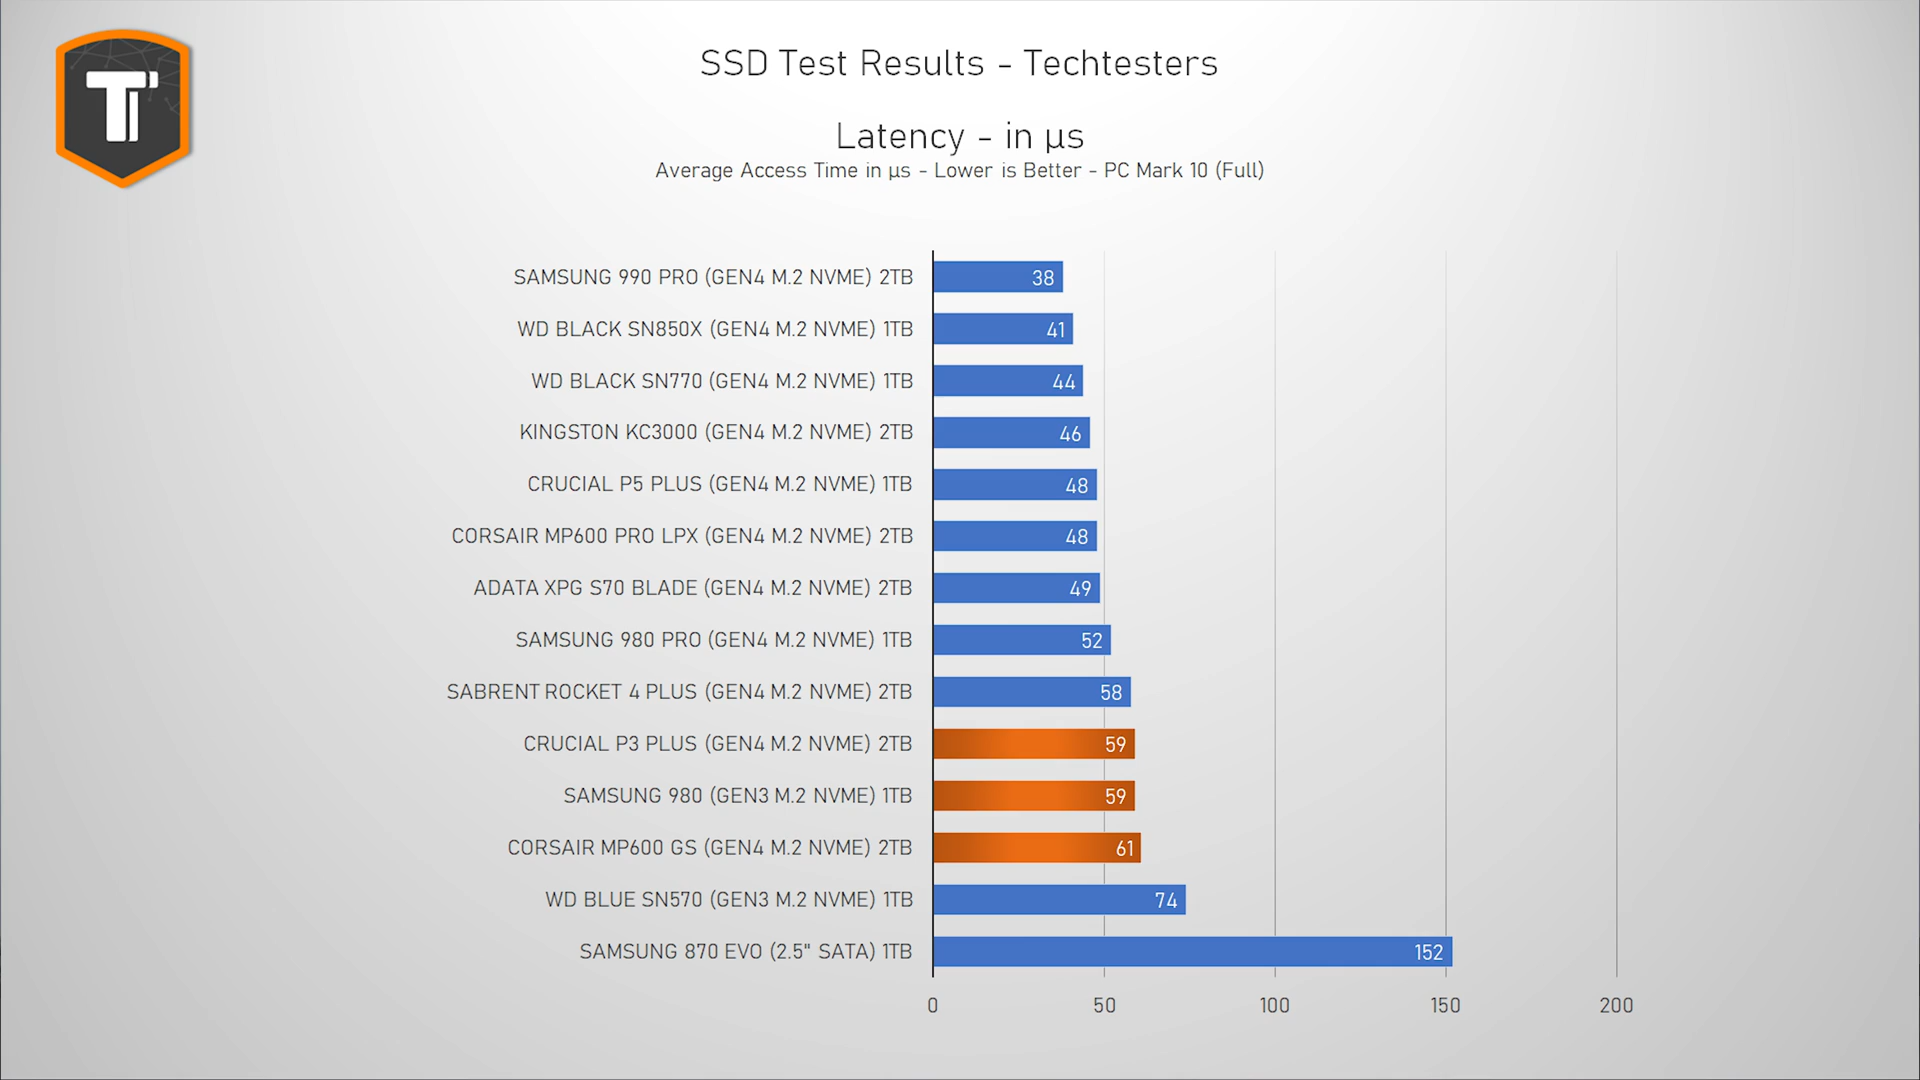 SSD Test Results - Techtesters
Latency - in µs
Average Access Time in µs - Lower is Better - PC Mark 10 (Full)
SAMSUNG 990 PRO (GEN4 M.2 NVME) 2TB 38
WD BLACK SN850X (GEN4 M.2 NVME) 1TB 41
WD BLACK SN770 (GEN4 M.2 NVME) 1TB 44
KINGSTON KC3000 (GEN4 M.2 NVME) 2TB 46
CRUCIAL P5 PLUS (GEN4 M.2 NVME) 1TB 48
CORSAIR MP600 PRO LPX (GEN4 M.2 NVME) 2TB 48
ADATA XPG S70 BLADE (GEN4 M.2 NVME) 2TB 49
SAMSUNG 980 PRO (GEN4 M.2 NVME) 1TB 52
SABRENT ROCKET 4 PLUS (GEN4 M.2 NVME) 2TB 58
CRUCIAL P3 PLUS (GEN4 M.2 NVME) 2TB 59
SAMSUNG 980 (GEN3 M.2 NVME) 1TB 59
CORSAIR MP600 GS (GEN4 M.2 NVME) 2TB 61
WD BLUE SN570 (GEN3 M.2 NVME) 1TB 74
SAMSUNG 870 EVO (2.5" SATA) 1TB 152
0 50 100 150 200